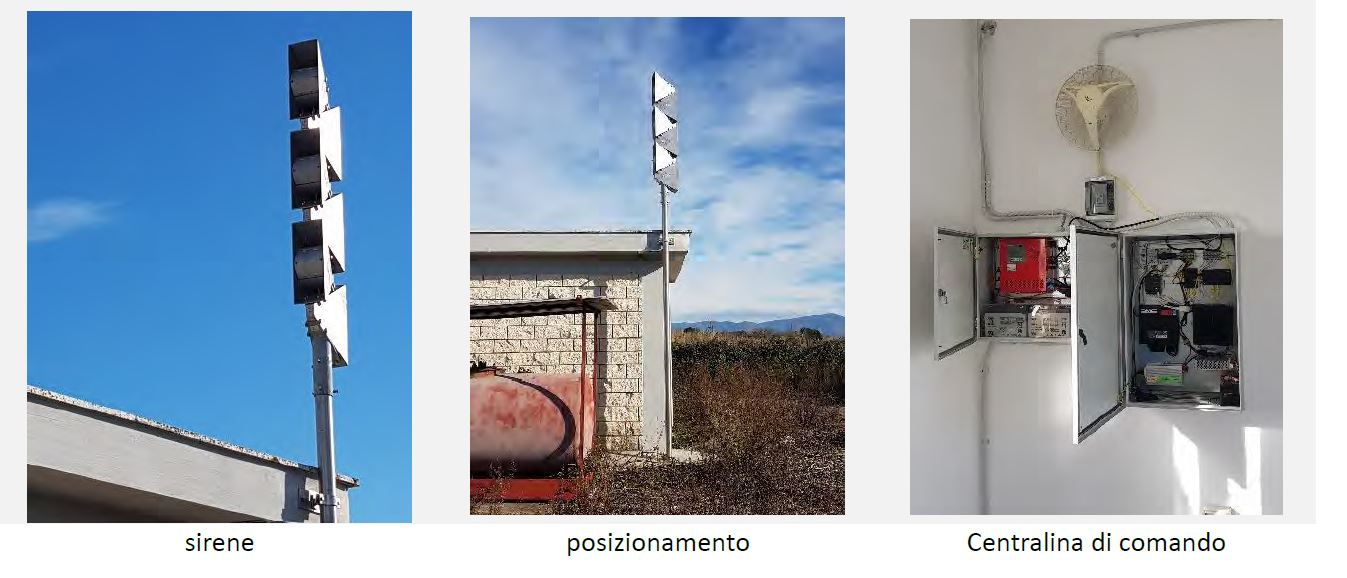 sirene
posizionamento
Centralina di comando